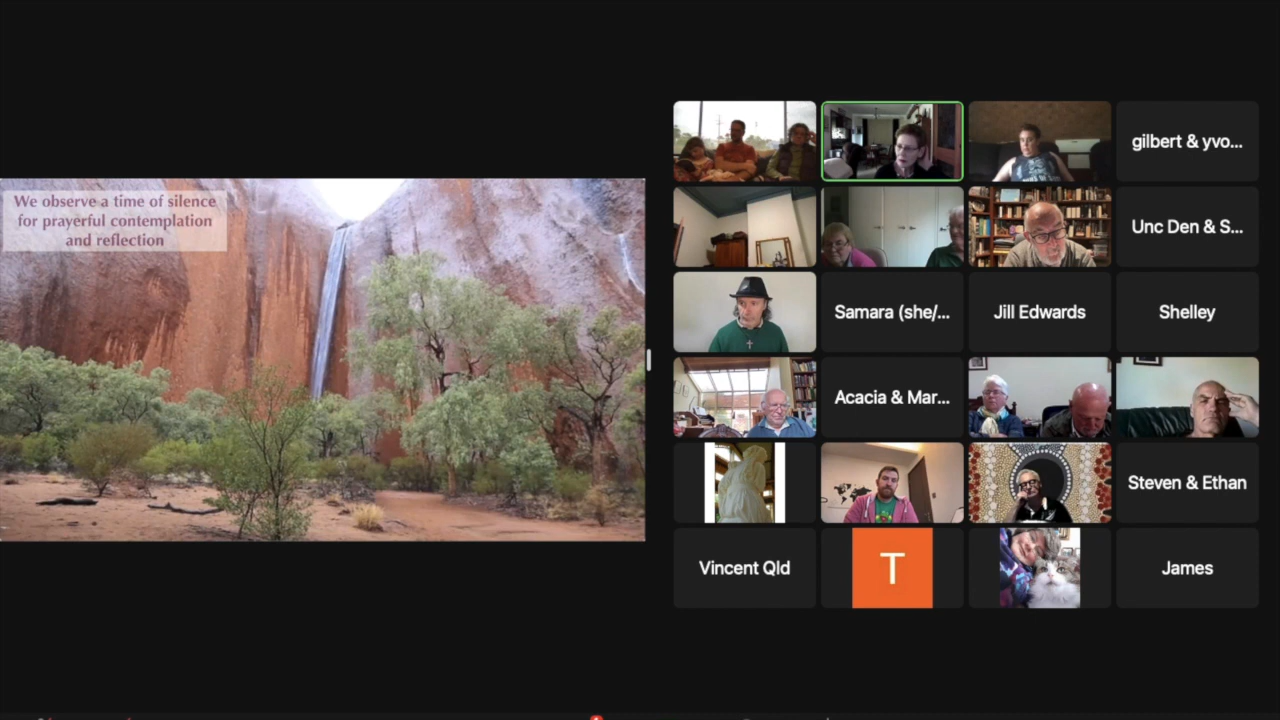 We observe a time of silence
for prayerful contemplation
and reflection
gilbert & yvo...
Unc Den & S...
Samara (she/...
Jill Edwards
Shelley
Acacia & Mar...
Steven & Ethan
Vincent Qld
T
James